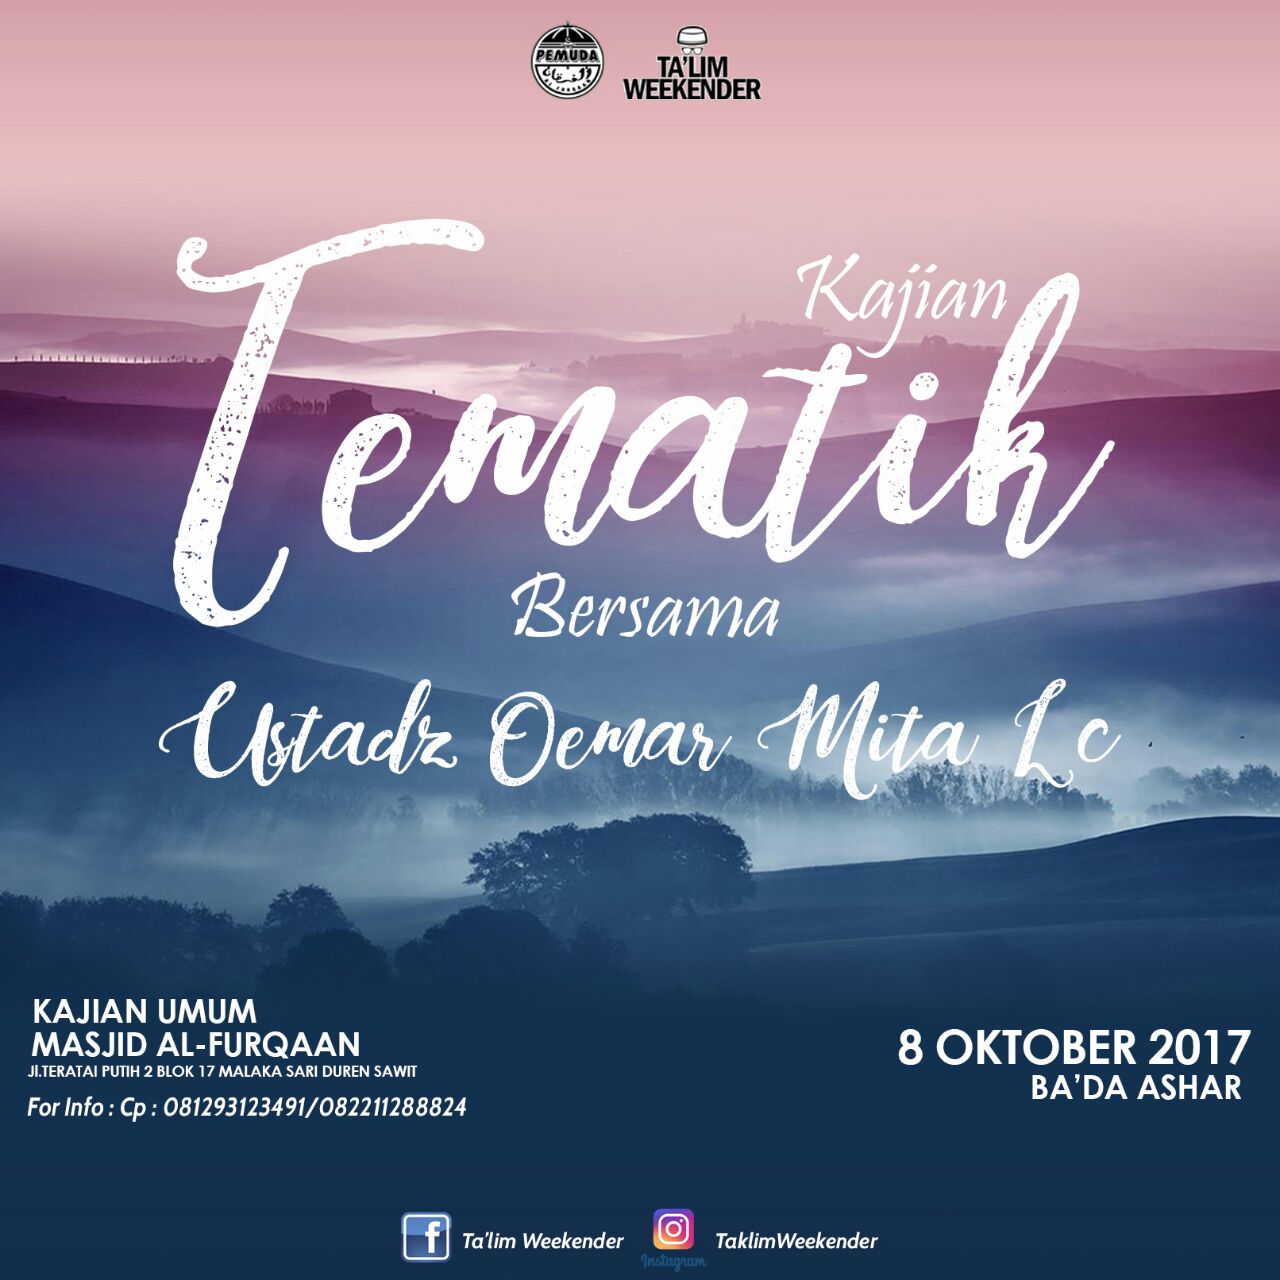 PEMUDA
TA'LIM
WEEKENDER
Kajian
Tematik
Bersama
Ustadz Oemar Mita Lc
KAJIAN UMUM
MASJID AL-FURQAAN
Jl.TERATAI PUTIH 2 BLOK 17 MALAKA SARI DUREN SAWIT
For Info : Cp : 081293123491/082211288824
8 OKTOBER 2017
BA'DA ASHAR
f Ta'lim Weekender
Instagram
TaklimWeekender